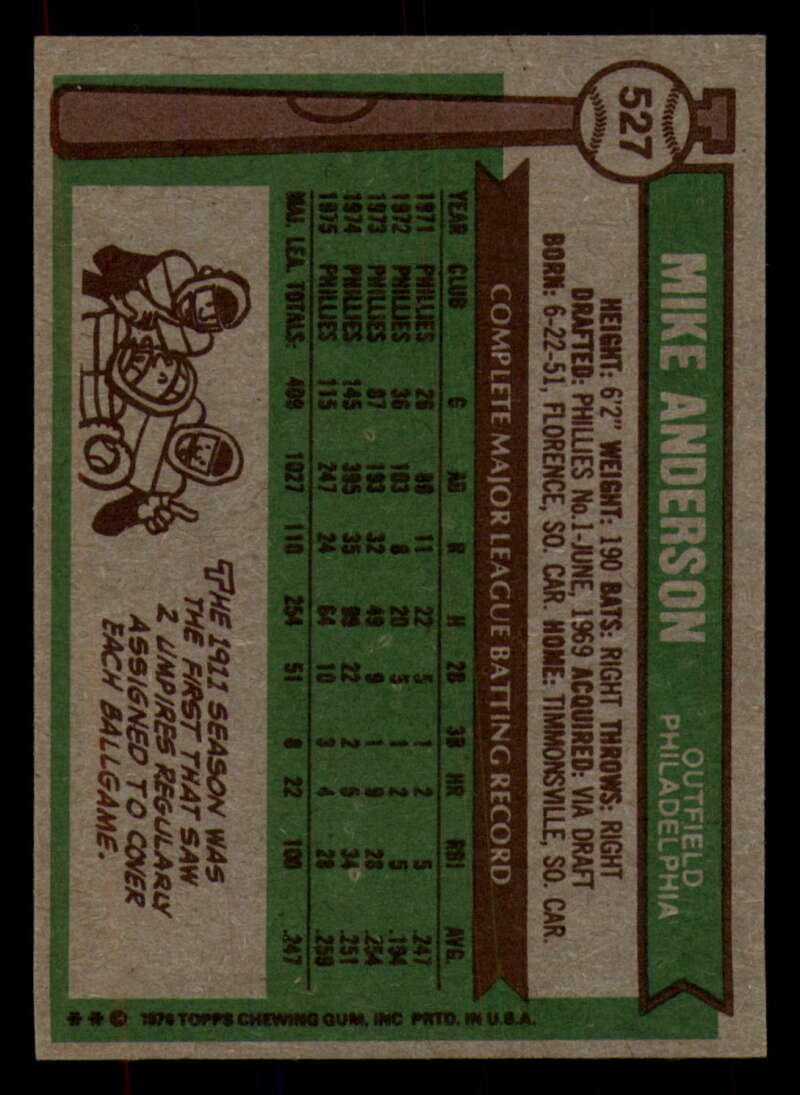 527
MIKE ANDERSON
OUTFIELD
PHILADELPHIA
HEIGHT: 6'2" WEIGHT: 190 BATS: RIGHT THROWS: RIGHT
DRAFTED: PHILLIES No.1-JUNE, 1969 ACQUIRED: VIA DRAFT
BORN: 6-22-51, FLORENCE, SO. CAR. HOME: TIMMONSVILLE, SO. CAR.
COMPLETE MAJOR LEAGUE BATTING RECORD
YEAR CLUB G AB R H 2B 3B HR RBI AVG.
1971 PHILLIES 26 89 11 22 5 1 2 5 .247
1972 PHILLIES 36 103 8 20 5 1 2 5 .194
1973 PHILLIES 87 193 32 49 9 1 9 28 .254
1974 PHILLIES 145 395 35 99 22 2 5 34 .251
1975 PHILLIES 115 247 24 64 10 3 4 28 .259
MAJ. LEA. TOTALS: 409 1027 110 254 51 8 22 100 .247
THE 1911 SEASON WAS
THE FIRST THAT SAW
2 UMPIRES REGULARLY
ASSIGNED TO COVER
EACH BALLGAME.
* * © 1976 TOPPS CHEWING GUM, INC PRTD. IN U.S.A.